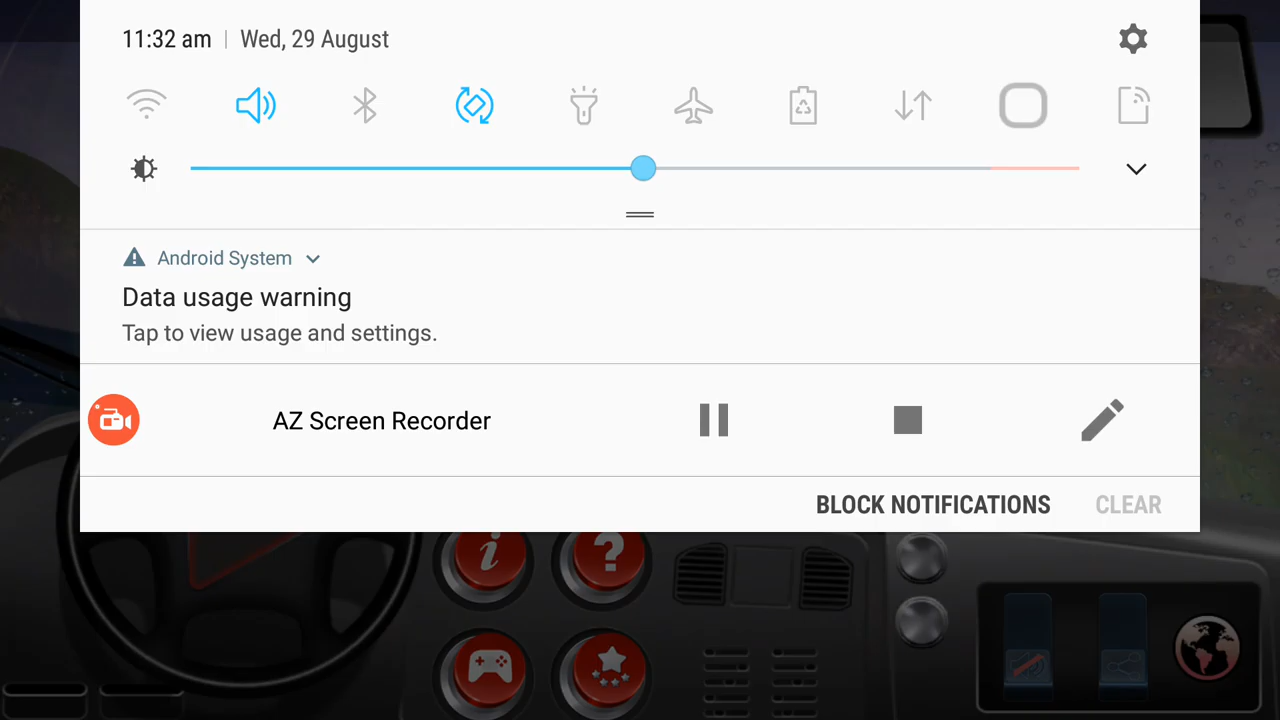 11:32 am | Wed, 29 August
Android System
Data usage warning
Tap to view usage and settings.
AZ Screen Recorder
BLOCK NOTIFICATIONS CLEAR
i ?